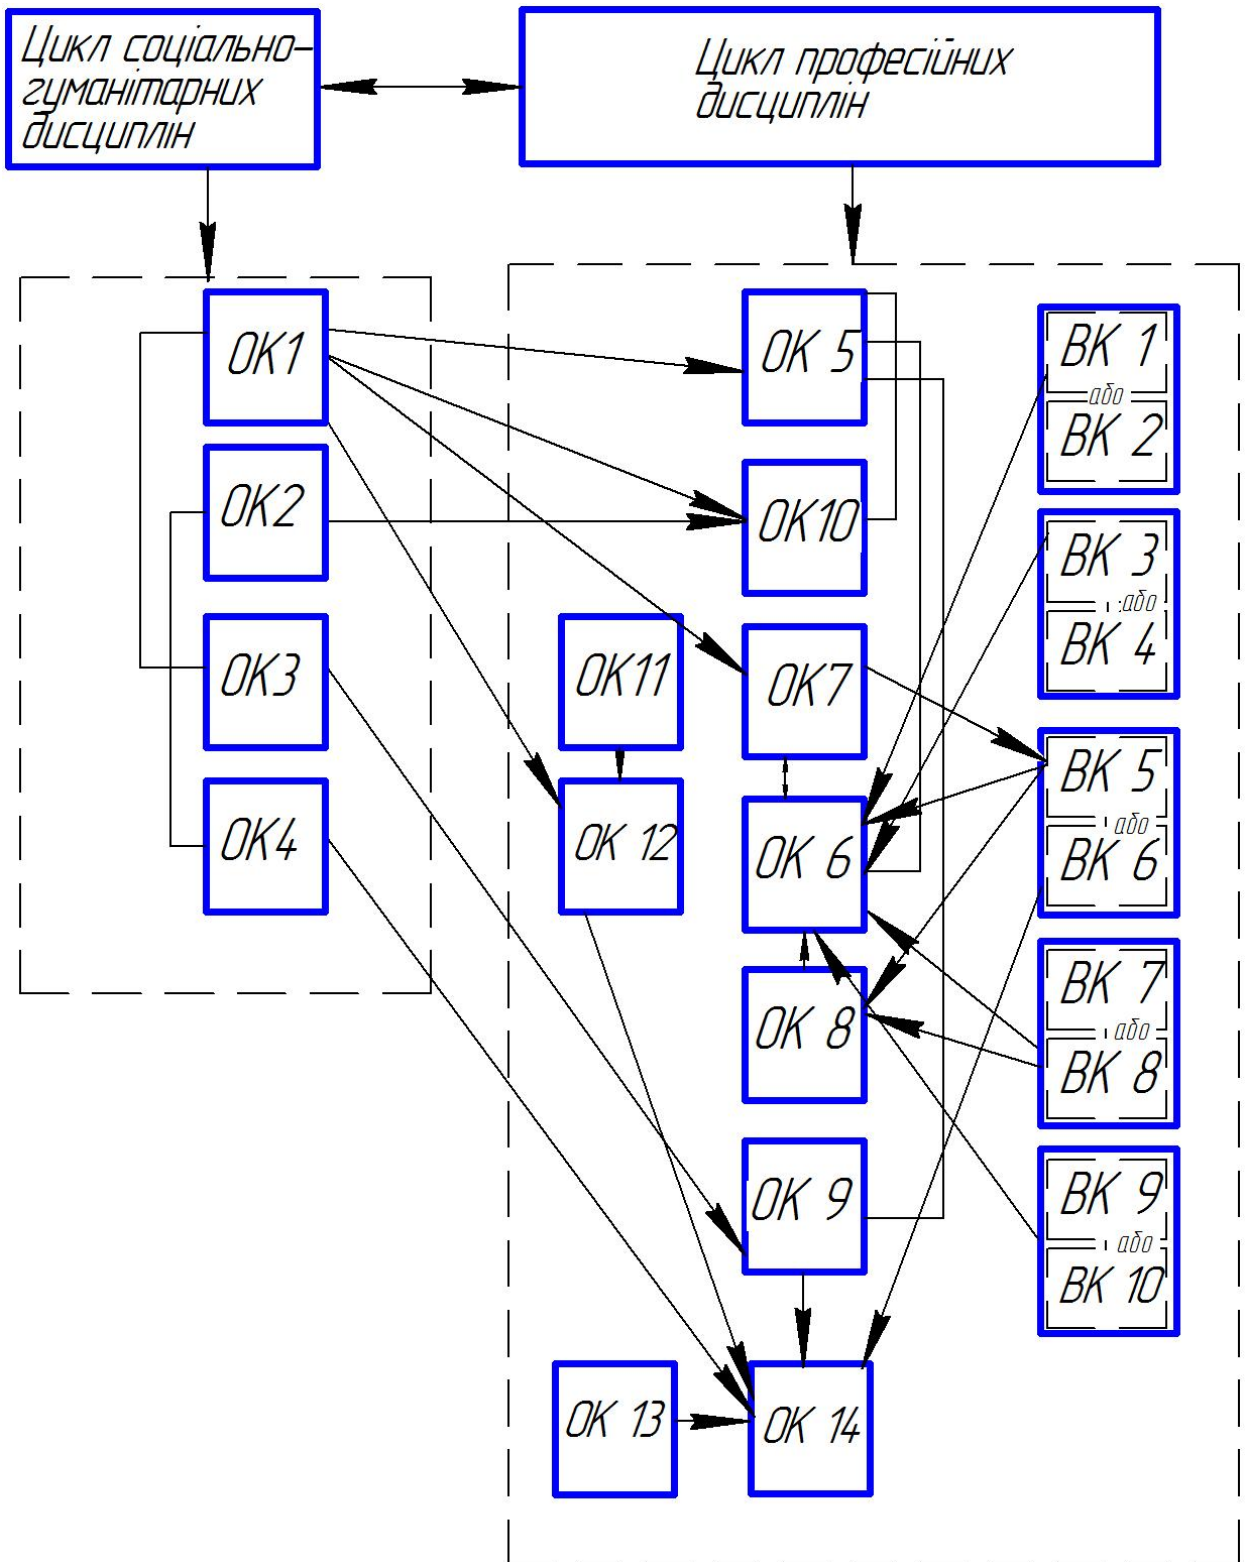 Цикл соціально-
гуманітарних
дисциплін
Цикл професійних
дисциплін
ОК1
ОК2
ОК3
ОК4
ОК 5
ОК10
ОК11
ОК7
ОК 12
ОК 6
ОК 8
ОК 9
ОК 13
ОК 14
ВК 1
або
ВК 2
ВК 3
або
ВК 4
ВК 5
або
ВК 6
ВК 7
або
ВК 8
ВК 9
або
ВК 10